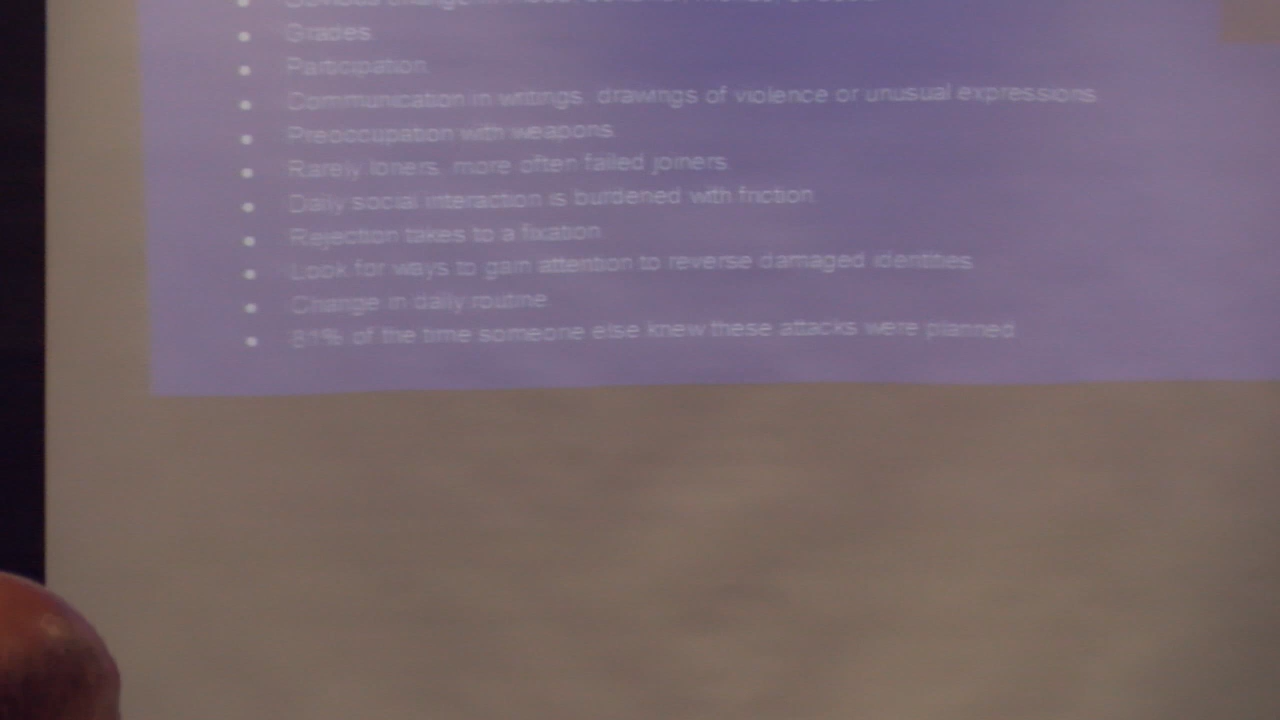 Grades
Participation
Communication in writings, drawings of violence or unusual expressions
Preoccupation with weapons
Rarely loners, more often failed joiners
Daily social interaction is burdened with friction
Rejection takes to a fixation
Look for ways to gain attention to reverse damaged identities
Change in daily routine
81% of the time someone else knew these attacks were planned